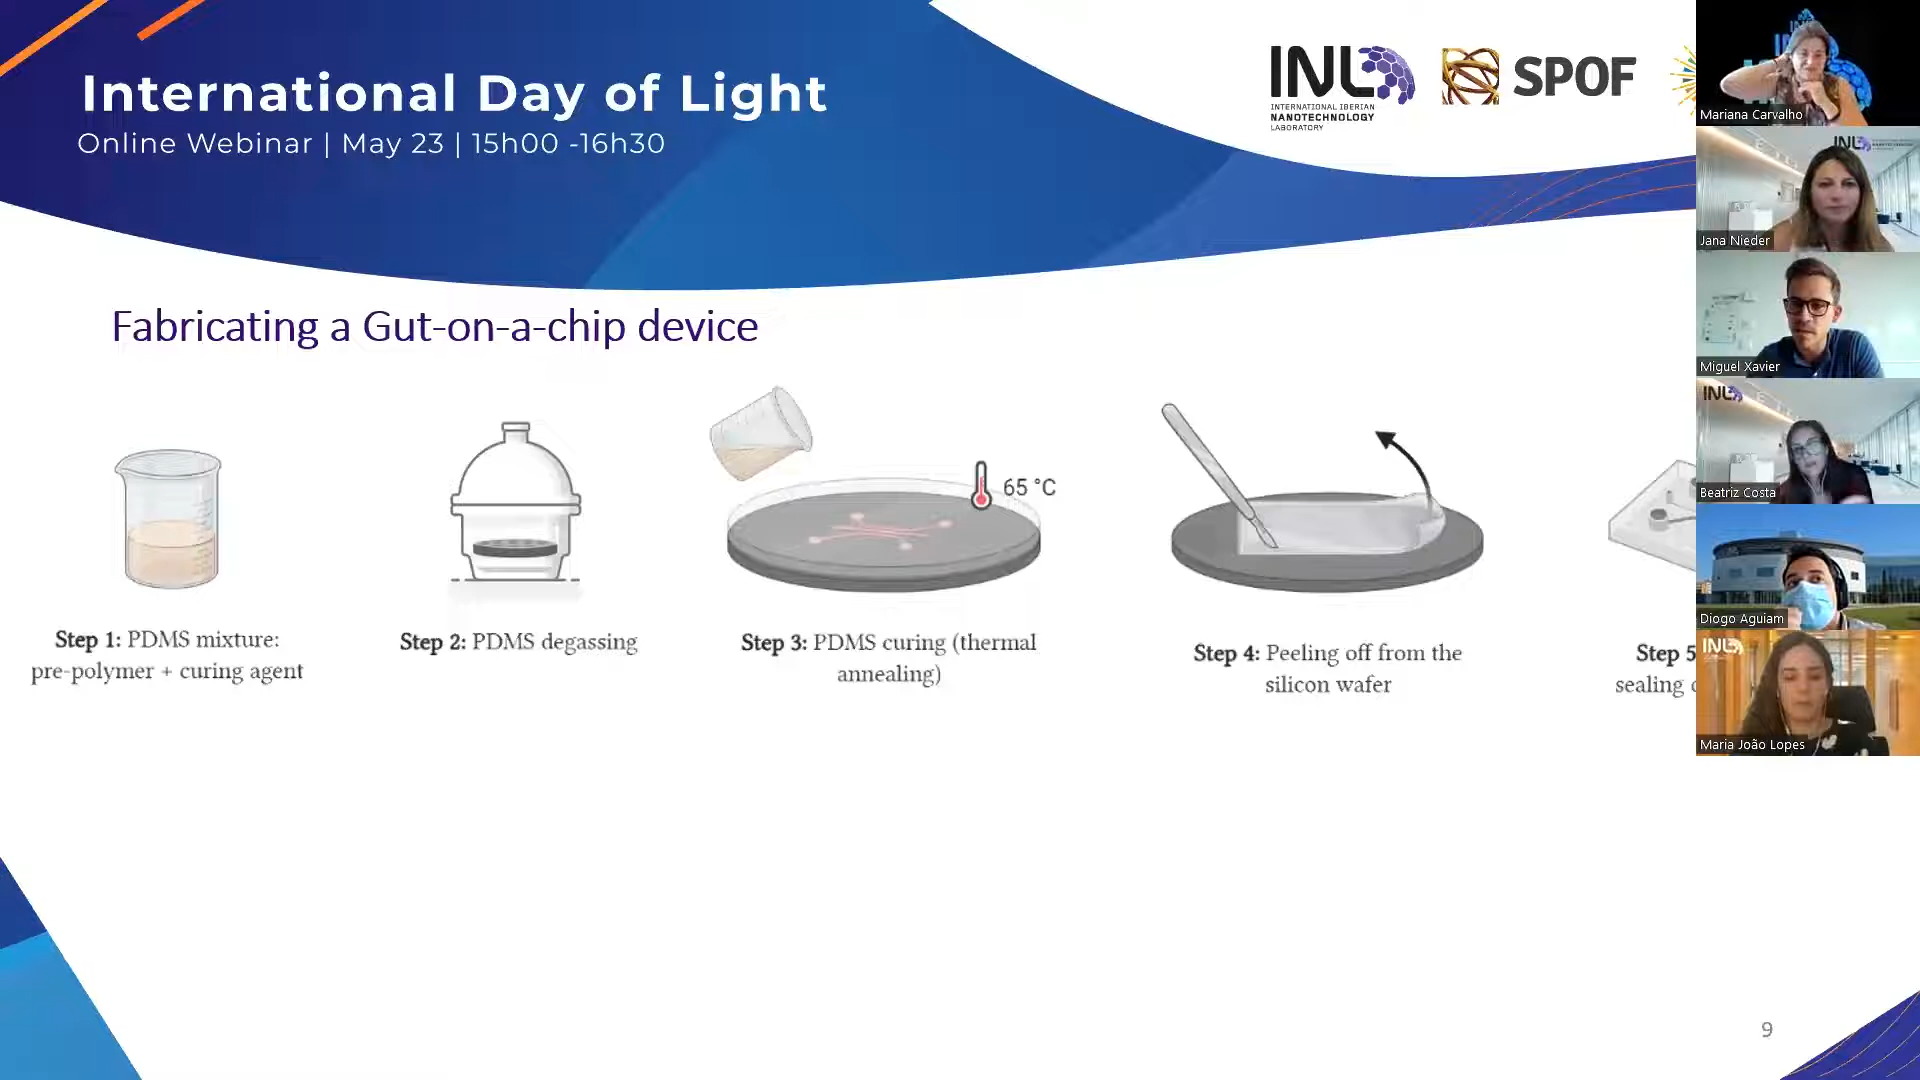 International Day of Light
Online Webinar | May 23 | 15h00 -16h30
INL
INTERNATIONAL IBERIAN
NANOTECHNOLOGY
LABORATORY
SPOF
Fabricating a Gut-on-a-chip device
65 °C
Step 1: PDMS mixture:
pre-polymer + curing agent
Step 2: PDMS degassing
Step 3: PDMS curing (thermal
annealing)
Step 4: Peeling off from the
silicon wafer
Step 5
sealing
9
Mariana Carvalho
INL
Jana Nieder
Miguel Xavier
INL
Beatriz Costa
Diogo Aguiam
INL
Maria João Lopes